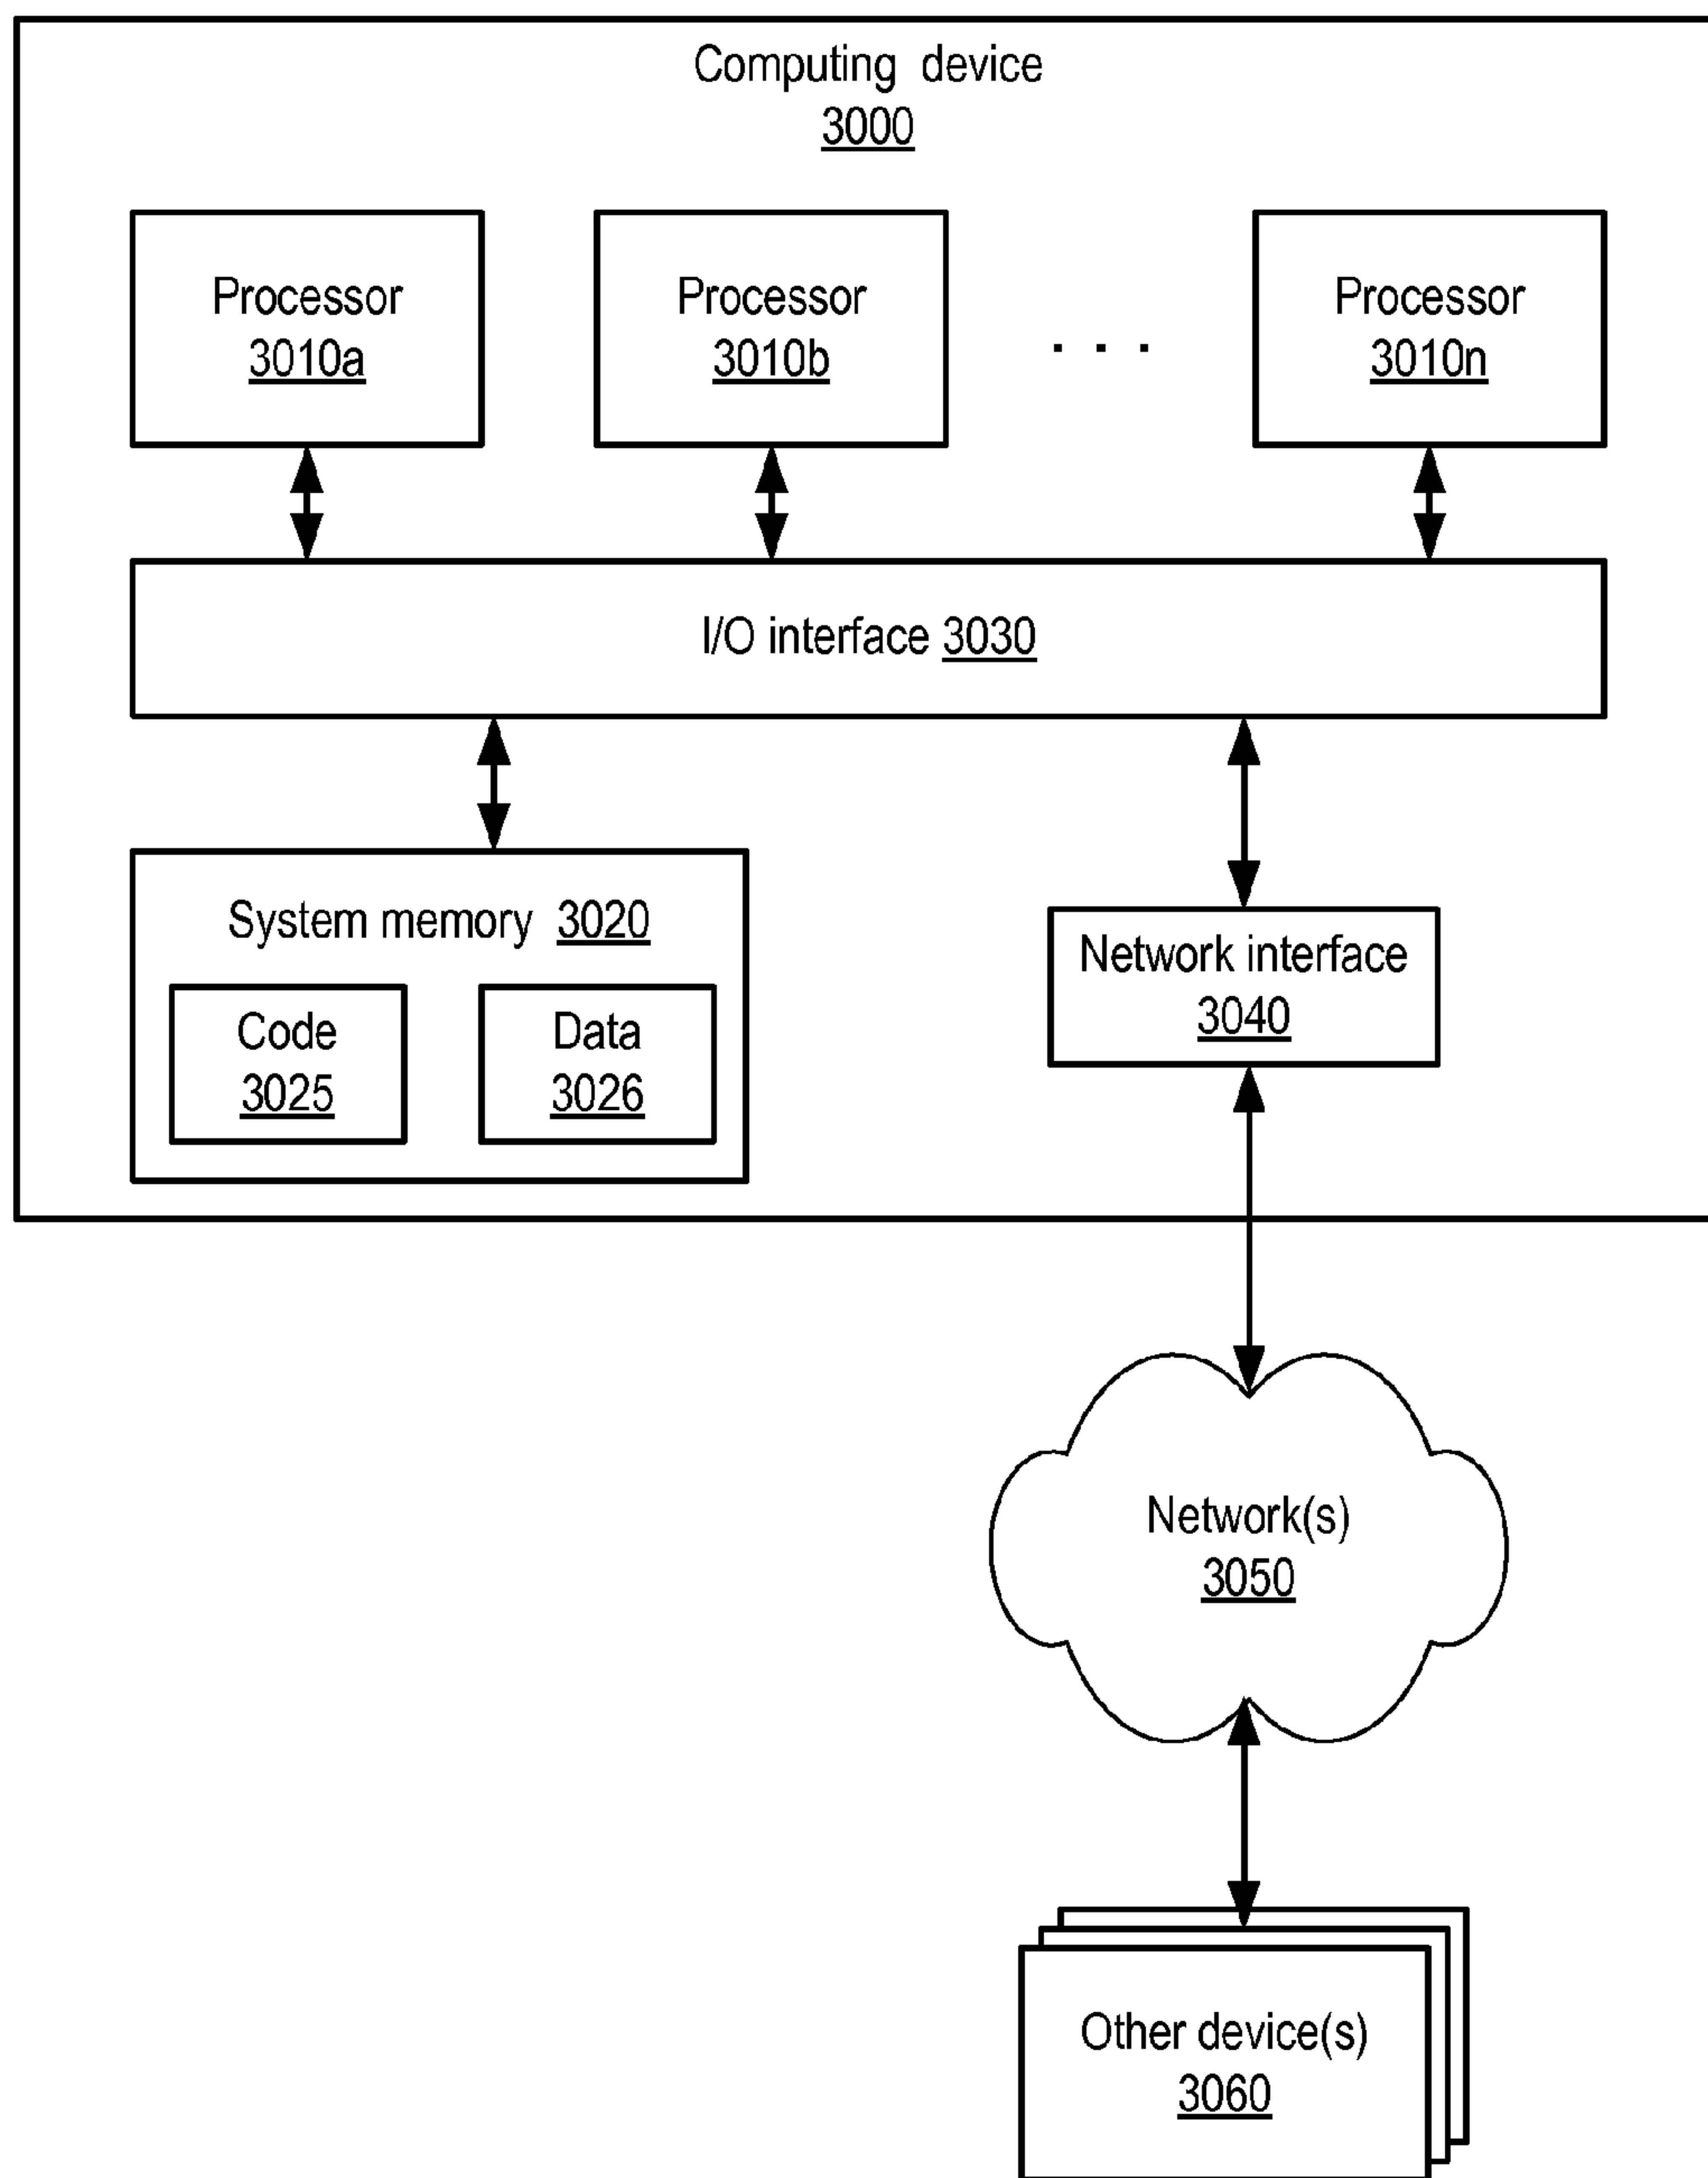 Computing device
3000
Processor
3010a
Processor
3010b
. . .
Processor
3010n
I/O interface 3030
System memory 3020
Code
3025
Data
3026
Network interface
3040
Network(s)
3050
Other device(s)
3060